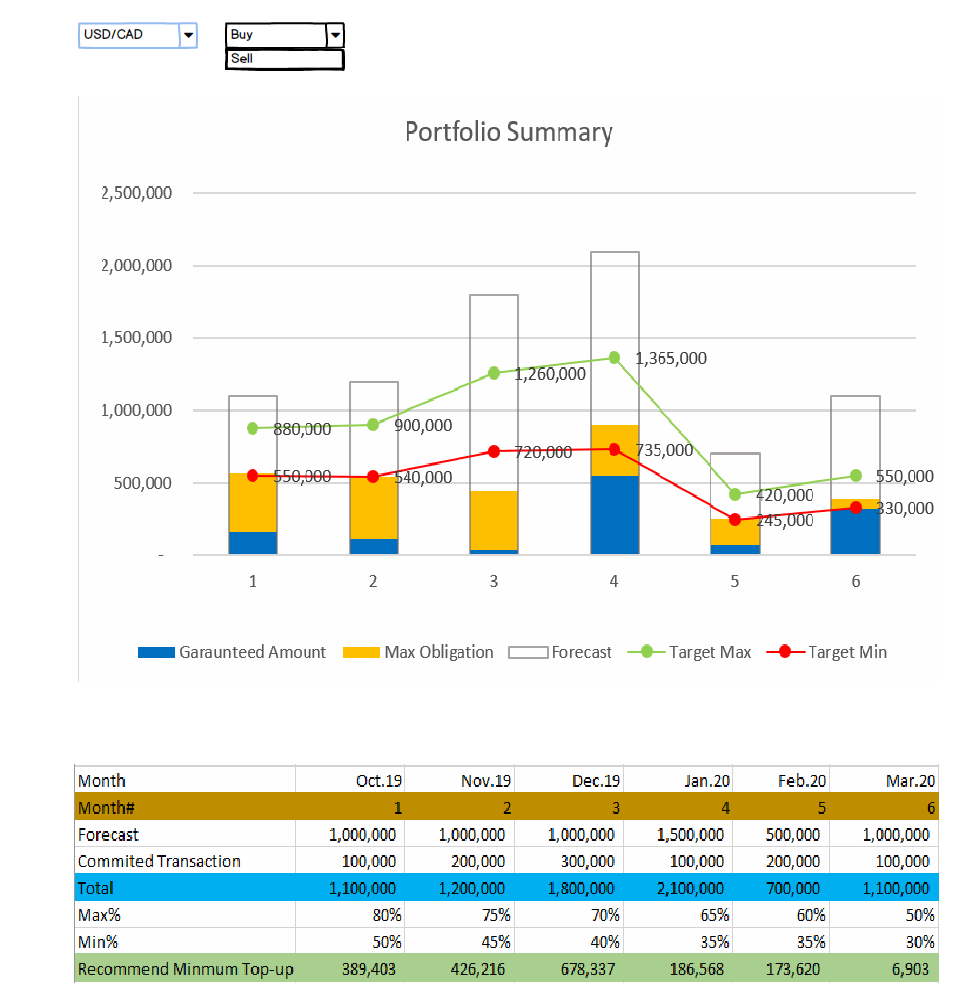 USD/CAD Buy
Sell
Portfolio Summary
2,500,000
2,000,000
1,500,000
1,000,000
500,000
-
880,000 900,000 1,260,000 1,365,000 420,000 550,000
550,000 540,000 720,000 735,000 245,000 330,000
1 2 3 4 5 6
Garaunteed Amount Max Obligation Forecast Target Max Target Min
Month Oct.19 Nov.19 Dec.19 Jan.20 Feb.20 Mar.20
Month# 1 2 3 4 5 6
Forecast 1,000,000 1,000,000 1,000,000 1,500,000 500,000 1,000,000
Commited Transaction 100,000 200,000 300,000 100,000 200,000 100,000
Total 1,100,000 1,200,000 1,800,000 2,100,000 700,000 1,100,000
Max% 80% 75% 70% 65% 60% 50%
Min% 50% 45% 40% 35% 35% 30%
Recommend Minmum Top-up 389,403 426,216 678,337 186,568 173,620 6,903